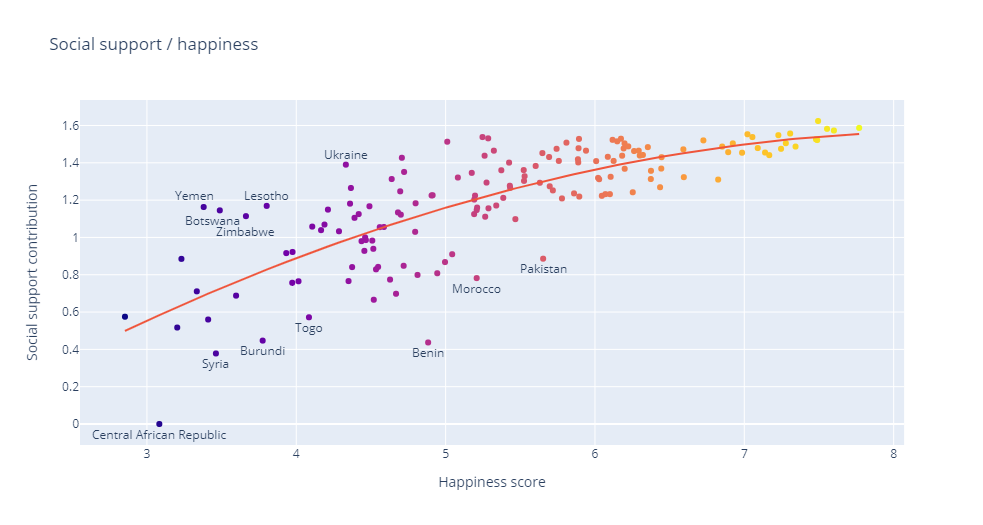 Social support / happiness
1.6
1.4
1.2
1
0.8
0.6
0.4
0.2
0
Social support contribution
Ukraine
Yemen
Lesotho
Botswana
Zimbabwe
Pakistan
Morocco
Togo
Burundi
Benin
Syria
Central African Republic
3 4 5 6 7 8
Happiness score